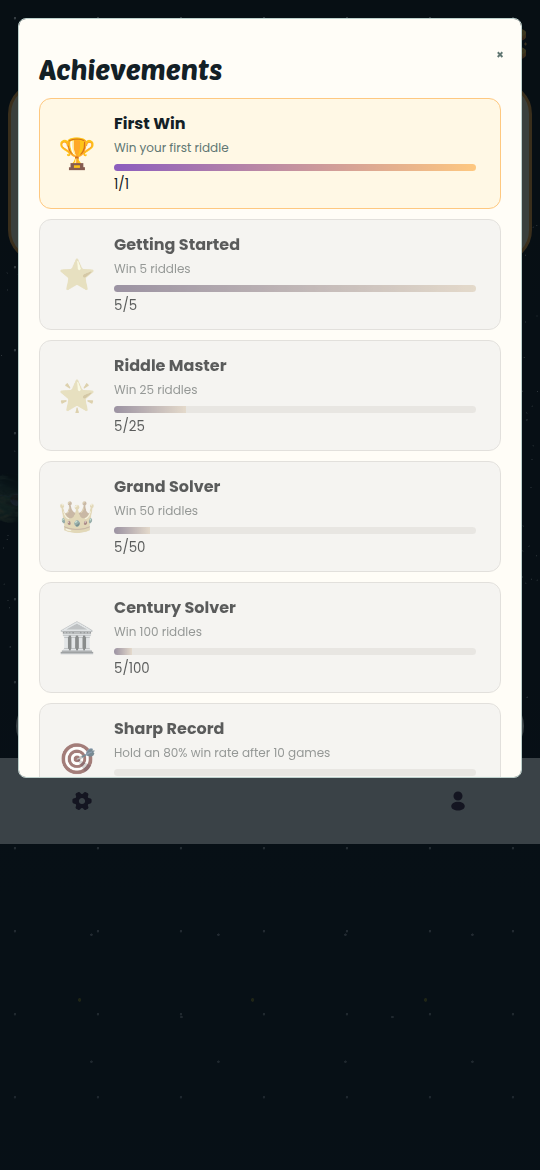 Achievements
×
First Win
Win your first riddle
1/1
Getting Started
Win 5 riddles
5/5
Riddle Master
Win 25 riddles
5/25
Grand Solver
Win 50 riddles
5/50
Century Solver
Win 100 riddles
5/100
Sharp Record
Hold an 80% win rate after 10 games